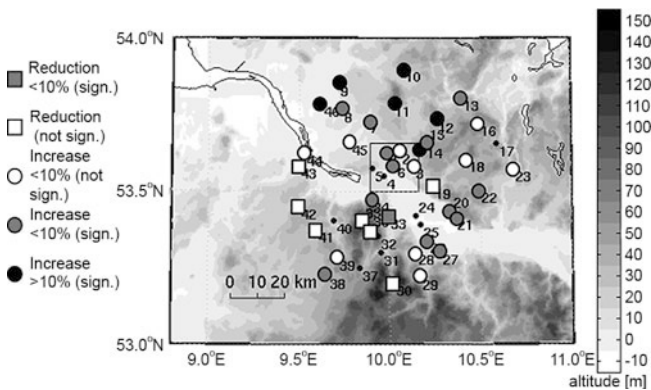 Reduction
<10% (sign.)
Reduction
(not sign.)
Increase
<10% (not
sign.)
Increase
<10% (sign.)
Increase
>10% (sign.)
54.0°N
53.5°N
53.0°N
9.0°E
9.5°E
10.0°E
10.5°E
11.0°E
0 10 20 km
10
9
46
8
11
7
12
13
13
16
17
45
14
44
43
3
5
6
4
18
23
19
22
42
34
20
21
24
33
41
40
25
32
31
28
27
39
37
38
30
29
150
140
130
120
110
100
90
80
70
60
50
40
30
20
10
0
-10
altitude [m]